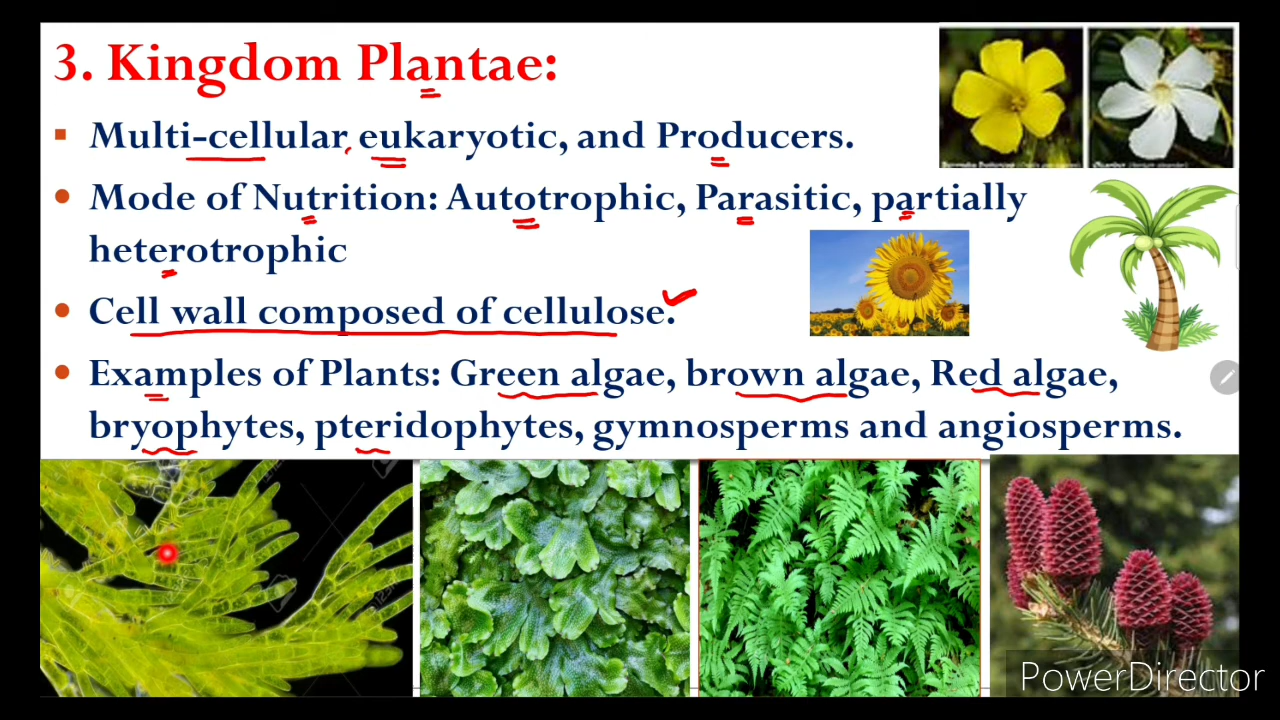 3. Kingdom Plantae:
Multi-cellular, eukaryotic, and Producers.
Mode of Nutrition: Autotrophic, Parasitic, partially
heterotrophic
Cell wall composed of cellulose.
Examples of Plants: Green algae, brown algae, Red algae,
bryophytes, pteridophytes, gymnosperms and angiosperms.
PowerDirector